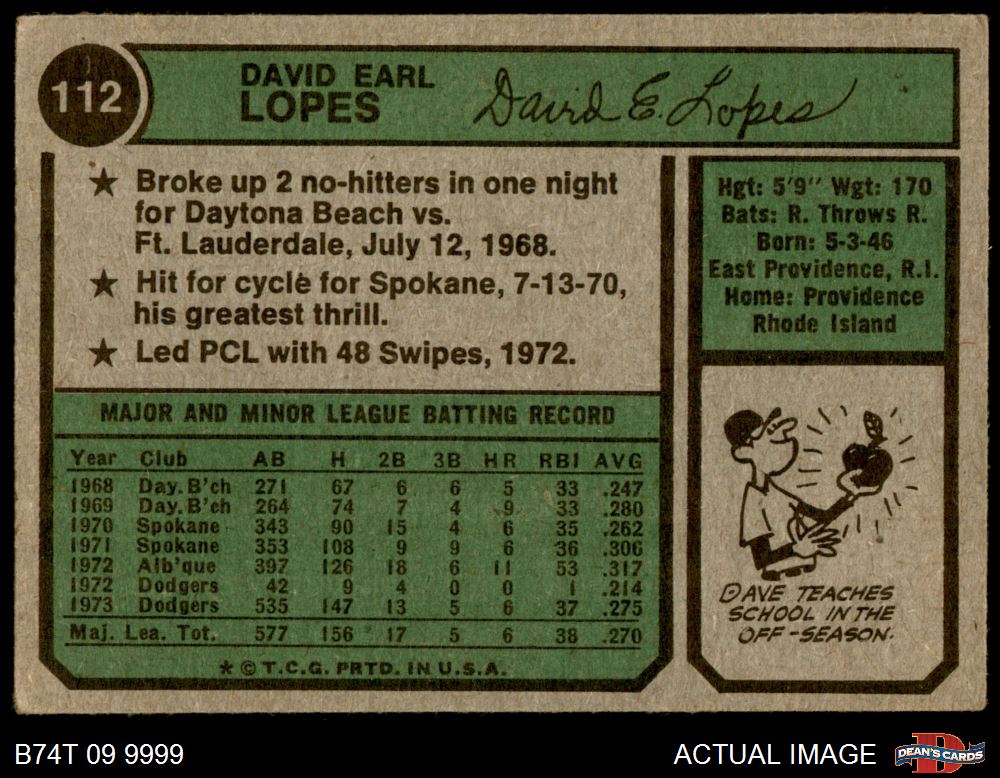 112
DAVID EARL
LOPES
David E. Lopes
★ Broke up 2 no-hitters in one night
for Daytona Beach vs.
Ft. Lauderdale, July 12, 1968.
★ Hit for cycle for Spokane, 7-13-70,
his greatest thrill.
★ Led PCL with 48 Swipes, 1972.
Hgt: 5'9" Wgt: 170
Bats: R. Throws R.
Born: 5-3-46
East Providence, R.I.
Home: Providence
Rhode Island
MAJOR AND MINOR LEAGUE BATTING RECORD
Year Club AB H 2B 3B HR RBI AVG
1968 Day. B'ch 271 67 6 6 5 33 .247
1969 Day. B'ch 264 74 7 4 9 33 .280
1970 Spokane 343 90 15 4 6 35 .262
1971 Spokane 353 108 9 9 6 36 .306
1972 Alb'que 397 126 18 6 11 53 .317
1972 Dodgers 42 9 4 0 0 1 .214
1973 Dodgers 535 147 13 5 6 37 .275
Maj. Lea. Tot. 577 156 17 5 6 38 .270
* © T.C.G. PRTD. IN U.S.A.
DAVE TEACHES
SCHOOL IN THE
OFF-SEASON.
B74T 09 9999
ACTUAL IMAGE
DEAN'S CARDS